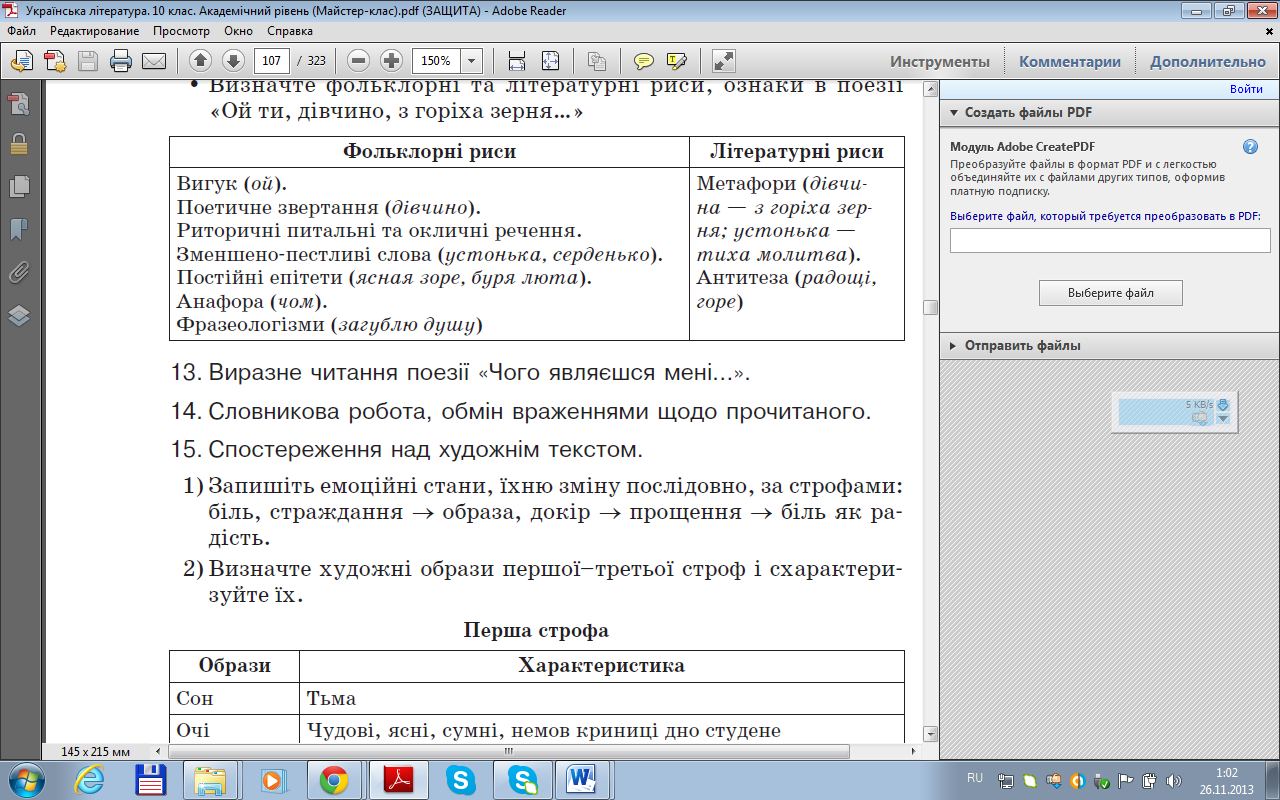 Українська література. 10 клас. Академічний рівень (Майстер-клас).pdf (ЗАЩИТА) - Adobe Reader
Файл Редактирование Просмотр Окно Справка
107 / 323 150% Инструменты Комментарии Дополнительно
Войти
• Визначте фольклорні та літературні риси, ознаки в поезії
«Ой ти, дівчино, з горіха зерня...»
Фольклорні риси Літературні риси
Вигук (ой).
Поетичне звертання (дівчино).
Риторичні питальні та окличні речення.
Зменшено-пестливі слова (устонька, серденько).
Постійні епітети (ясная зоре, буря люта).
Анафора (чом).
Фразеологізми (загублю душу)
Метафори (дівчи-
на — з горіха зер-
ня; устонька —
тиха молитва).
Антитеза (радощі,
горе)
13. Виразне читання поезії «Чого являєшся мені...».
14. Словникова робота, обмін враженнями щодо прочитаного.
15. Спостереження над художнім текстом.
1) Запишіть емоційні стани, їхню зміну послідовно, за строфами:
біль, страждання → образа, докір → прощення → біль як ра-
дість.
2) Визначте художні образи першої–третьої строф і схарактери-
зуйте їх.
Перша строфа
Образи Характеристика
Сон Тьма
Очі Чудові, ясні, сумні, немов криниці дно студене
Создать файлы PDF
Модуль Adobe CreatePDF
Преобразуйте файлы в формат PDF и с легкостью
объединяйте их с файлами других типов, оформив
платную подписку.
Выберите файл, который требуется преобразовать в PDF:
Выберите файл
Отправить файлы
5 KB/s
145 x 215 мм
RU
1:02
26.11.2013